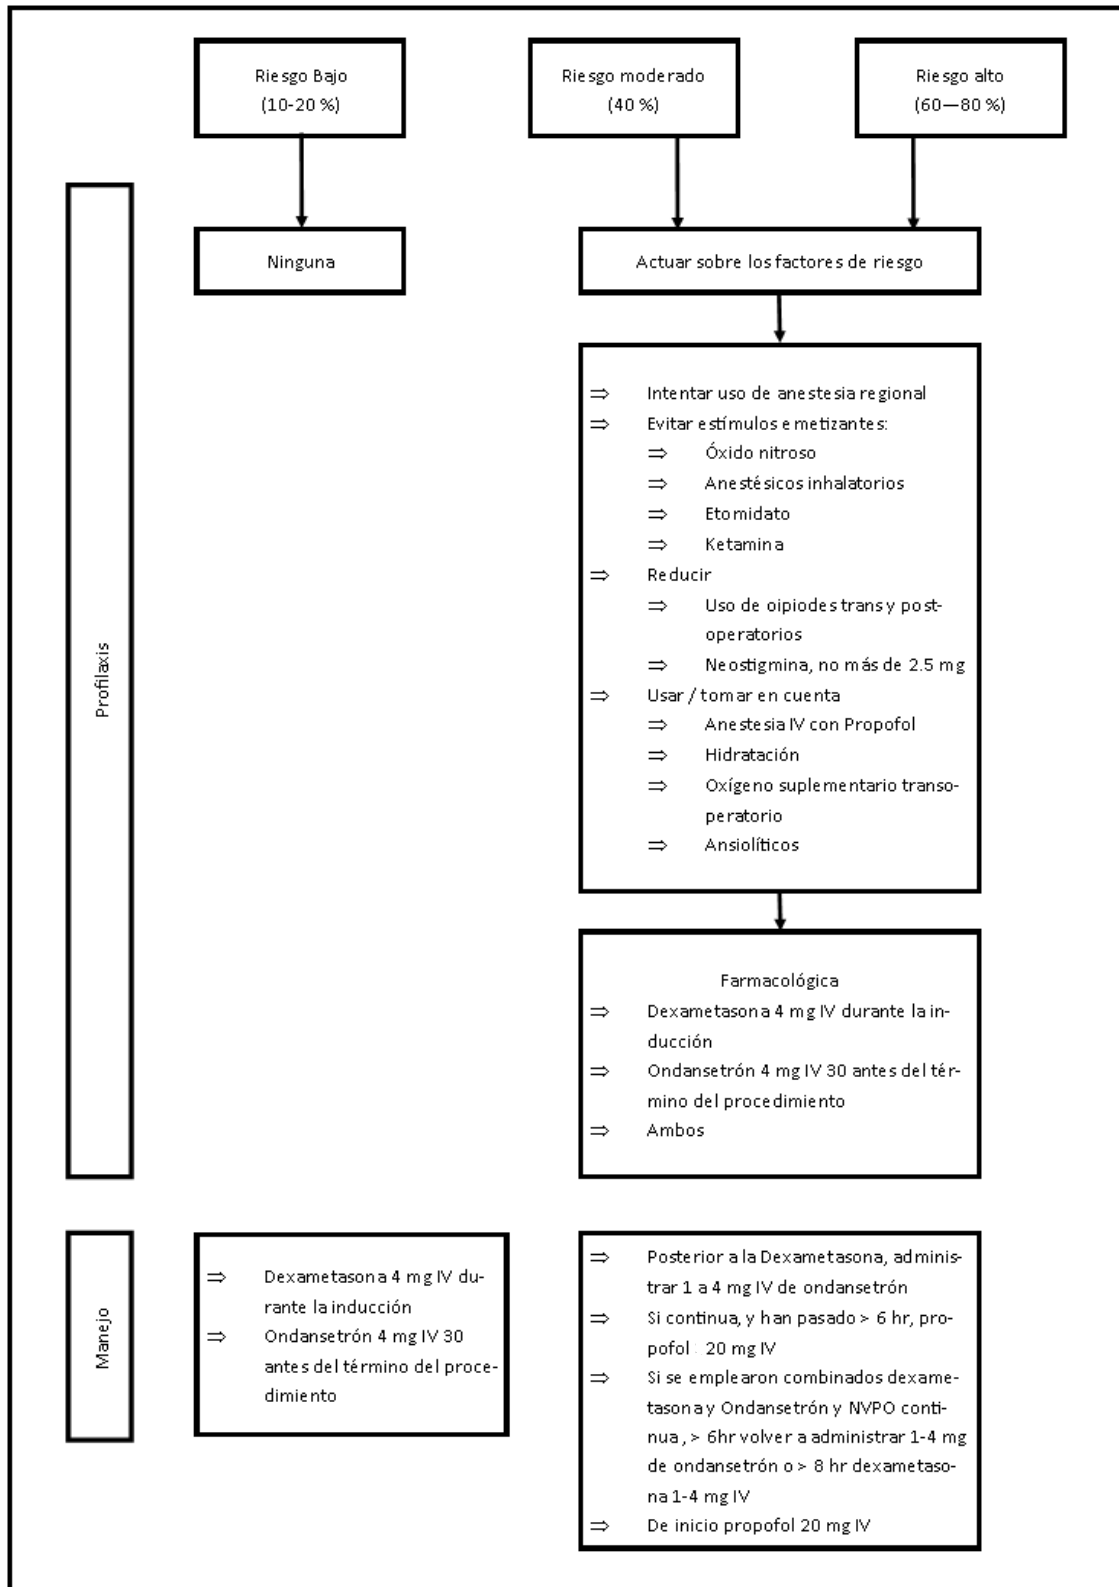 Riesgo Bajo
(10-20 %)
Riesgo moderado
(40 %)
Riesgo alto
(60—80 %)
Profilaxis
Ninguna
Actuar sobre los factores de riesgo
⇒ Intentar uso de anestesia regional
⇒ Evitar estímulos emetizantes:
⇒ Óxido nitroso
⇒ Anestésicos inhalatorios
⇒ Etomidato
⇒ Ketamina
⇒ Reducir
⇒ Uso de oipiodes trans y post-
operatorios
⇒ Neostigmina, no más de 2.5 mg
⇒ Usar / tomar en cuenta
⇒ Anestesia IV con Propofol
⇒ Hidratación
⇒ Oxígeno suplementario transo-
peratorio
⇒ Ansiolíticos
Farmacológica
⇒ Dexametasona 4 mg IV durante la in-
ducción
⇒ Ondansetrón 4 mg IV 30 antes del tér-
mino del procedimiento
⇒ Ambos
Manejo
⇒ Dexametasona 4 mg IV du-
rante la inducción
⇒ Ondansetrón 4 mg IV 30
antes del término del proce-
dimiento
⇒ Posterior a la Dexametasona, adminis-
trar 1 a 4 mg IV de ondansetrón
⇒ Si continua, y han pasado > 6 hr, pro-
pofol 20 mg IV
⇒ Si se emplearon combinados dexame-
tasona y Ondansetrón y NVPO conti-
nua , > 6hr volver a administrar 1-4 mg
de ondansetrón o > 8 hr dexametaso-
na 1-4 mg IV
⇒ De inicio propofol 20 mg IV